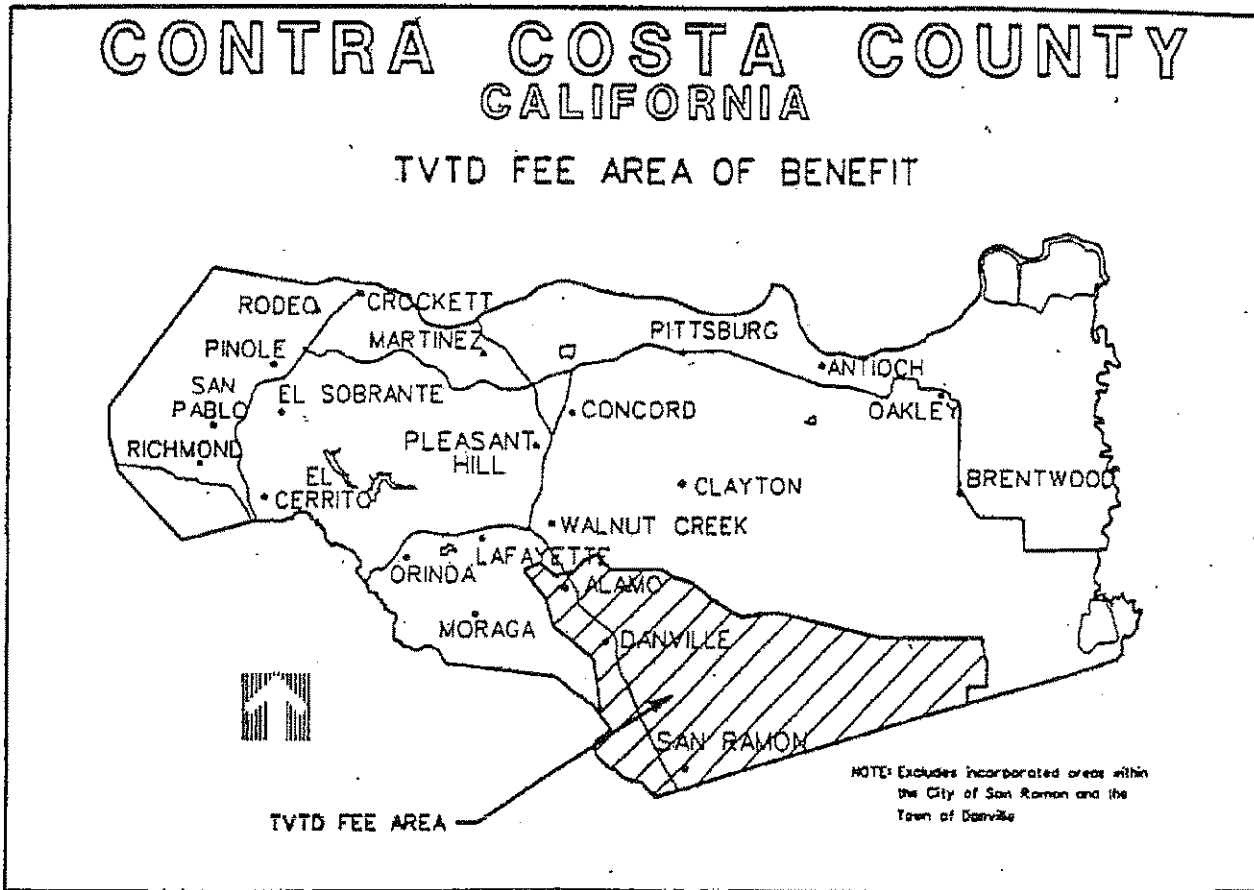 CONTRA COSTA COUNTY
CALIFORNIA
TVTD FEE AREA OF BENEFIT
RODEO
CROCKETT
MARTINEZ
PITTSBURG
PINOLE
ANTIOCH
SAN
PABLO
EL SOBRANTE
CONCORD
OAKLEY
RICHMOND
PLEASANT
HILL
EL
CERRITO
CLAYTON
BRENTWOOD
WALNUT CREEK
LAFAYETTE
ORINDA
ALAMO
MORAGA
DANVILLE
SAN RAMON
NOTE: Excludes incorporated areas within
the City of San Ramon and the
Town of Danville
TVTD FEE AREA